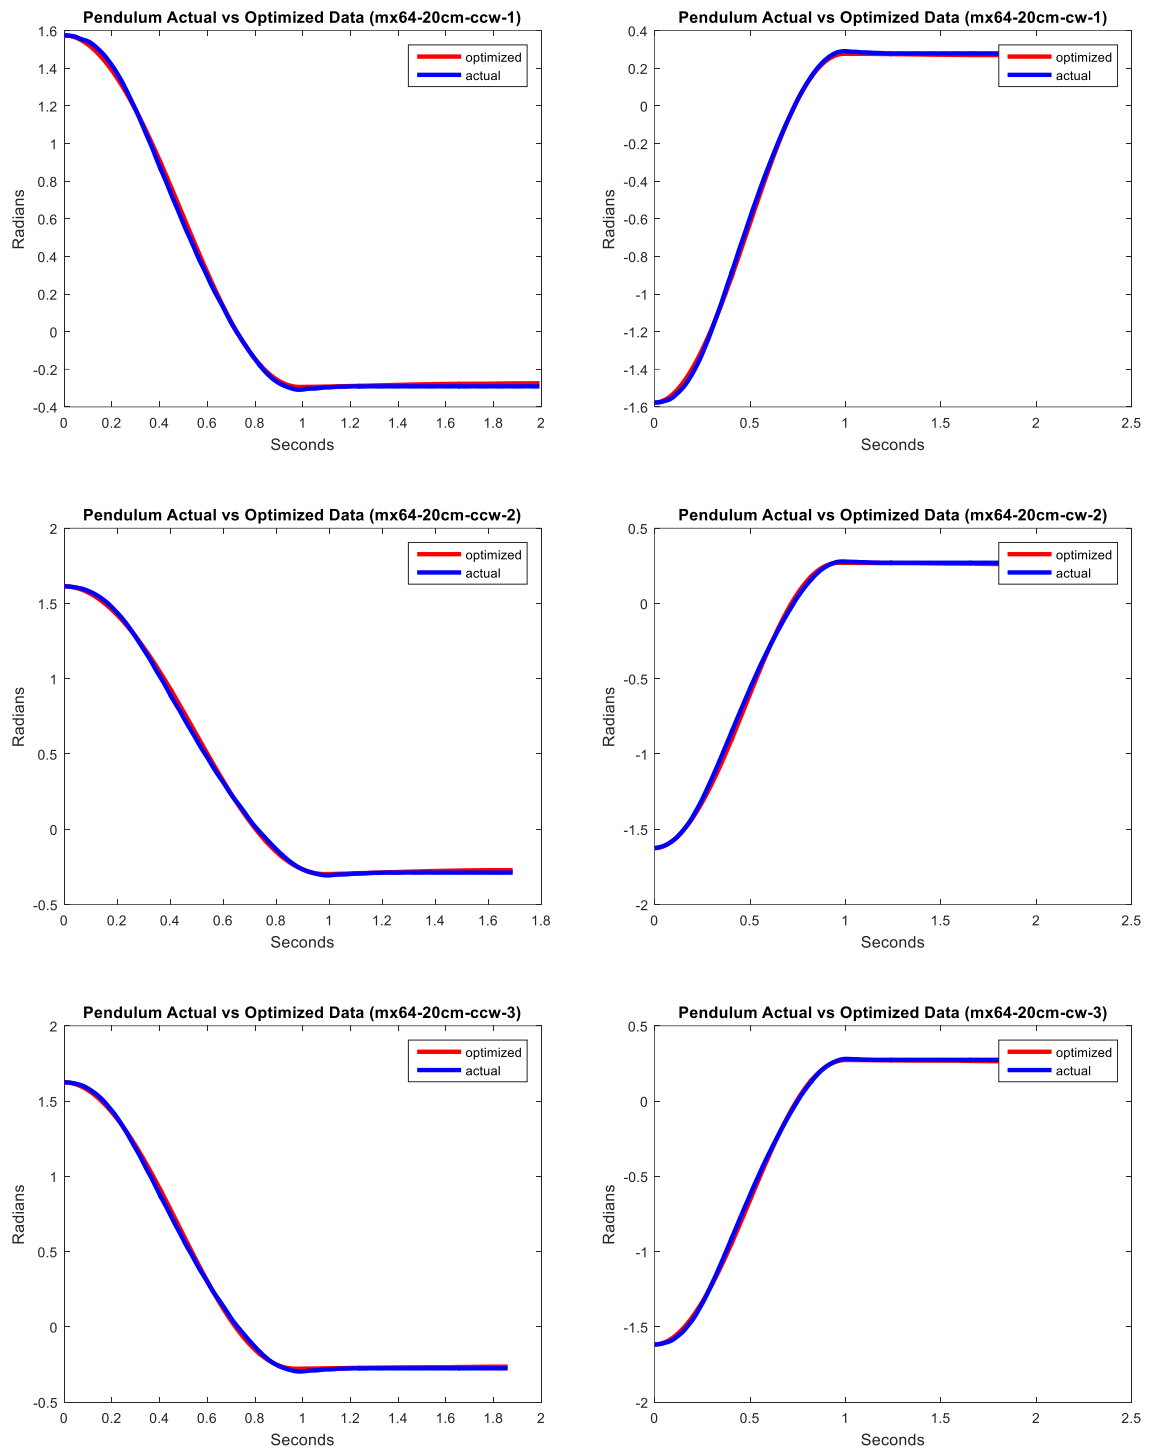 Pendulum Actual vs Optimized Data (mx64-20cm-ccw-1)
1.6
1.4
1.2
1
0.8
0.6
0.4
0.2
0
-0.2
-0.4
Radians
optimized
actual
0 0.2 0.4 0.6 0.8 1 1.2 1.4 1.6 1.8 2
Seconds
Pendulum Actual vs Optimized Data (mx64-20cm-cw-1)
0.4
0.2
0
-0.2
-0.4
-0.6
-0.8
-1
-1.2
-1.4
-1.6
Radians
optimized
actual
0 0.5 1 1.5 2 2.5
Seconds
Pendulum Actual vs Optimized Data (mx64-20cm-ccw-2)
2
1.5
1
0.5
0
-0.5
Radians
optimized
actual
0 0.2 0.4 0.6 0.8 1 1.2 1.4 1.6 1.8
Seconds
Pendulum Actual vs Optimized Data (mx64-20cm-cw-2)
0.5
0
-0.5
-1
-1.5
-2
Radians
optimized
actual
0 0.5 1 1.5 2 2.5
Seconds
Pendulum Actual vs Optimized Data (mx64-20cm-ccw-3)
2
1.5
1
0.5
0
-0.5
Radians
optimized
actual
0 0.2 0.4 0.6 0.8 1 1.2 1.4 1.6 1.8 2
Seconds
Pendulum Actual vs Optimized Data (mx64-20cm-cw-3)
0.5
0
-0.5
-1
-1.5
-2
Radians
optimized
actual
0 0.5 1 1.5 2 2.5
Seconds